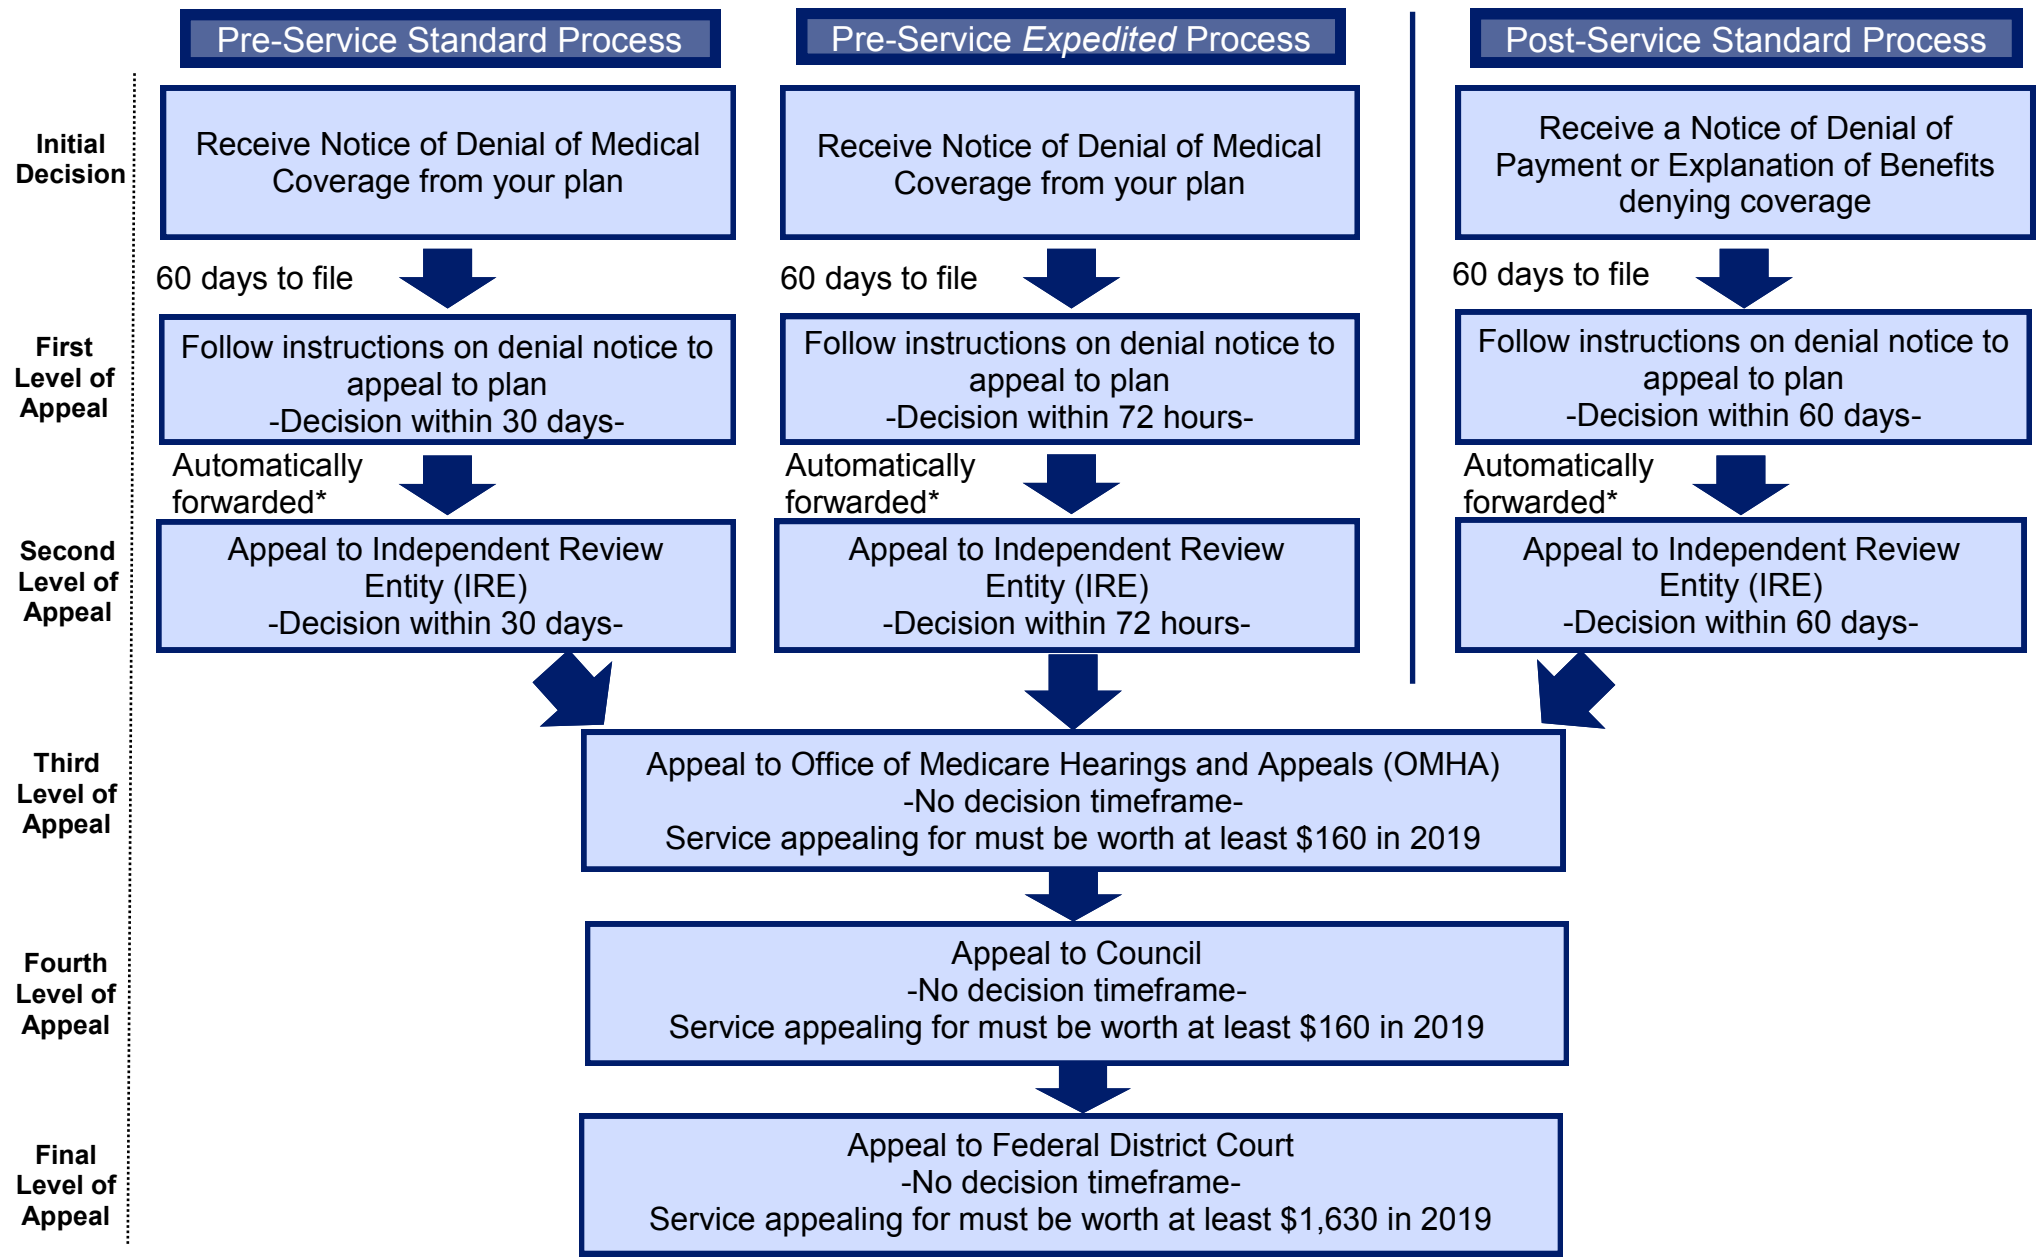 Pre-Service Standard Process
Pre-Service Expedited Process
Post-Service Standard Process
Initial
Decision
Receive Notice of Denial of Medical
Coverage from your plan
Receive Notice of Denial of Medical
Coverage from your plan
Receive a Notice of Denial of
Payment or Explanation of Benefits
denying coverage
60 days to file
60 days to file
60 days to file
First
Level of
Appeal
Follow instructions on denial notice to
appeal to plan
-Decision within 30 days-
Follow instructions on denial notice to
appeal to plan
-Decision within 72 hours-
Follow instructions on denial notice to
appeal to plan
-Decision within 60 days-
Automatically
forwarded*
Automatically
forwarded*
Automatically
forwarded*
Second
Level of
Appeal
Appeal to Independent Review
Entity (IRE)
-Decision within 30 days-
Appeal to Independent Review
Entity (IRE)
-Decision within 72 hours-
Appeal to Independent Review
Entity (IRE)
-Decision within 60 days-
Third
Level of
Appeal
Appeal to Office of Medicare Hearings and Appeals (OMHA)
-No decision timeframe-
Service appealing for must be worth at least $160 in 2019
Fourth
Level of
Appeal
Appeal to Council
-No decision timeframe-
Service appealing for must be worth at least $160 in 2019
Final
Level of
Appeal
Appeal to Federal District Court
-No decision timeframe-
Service appealing for must be worth at least $1,630 in 2019